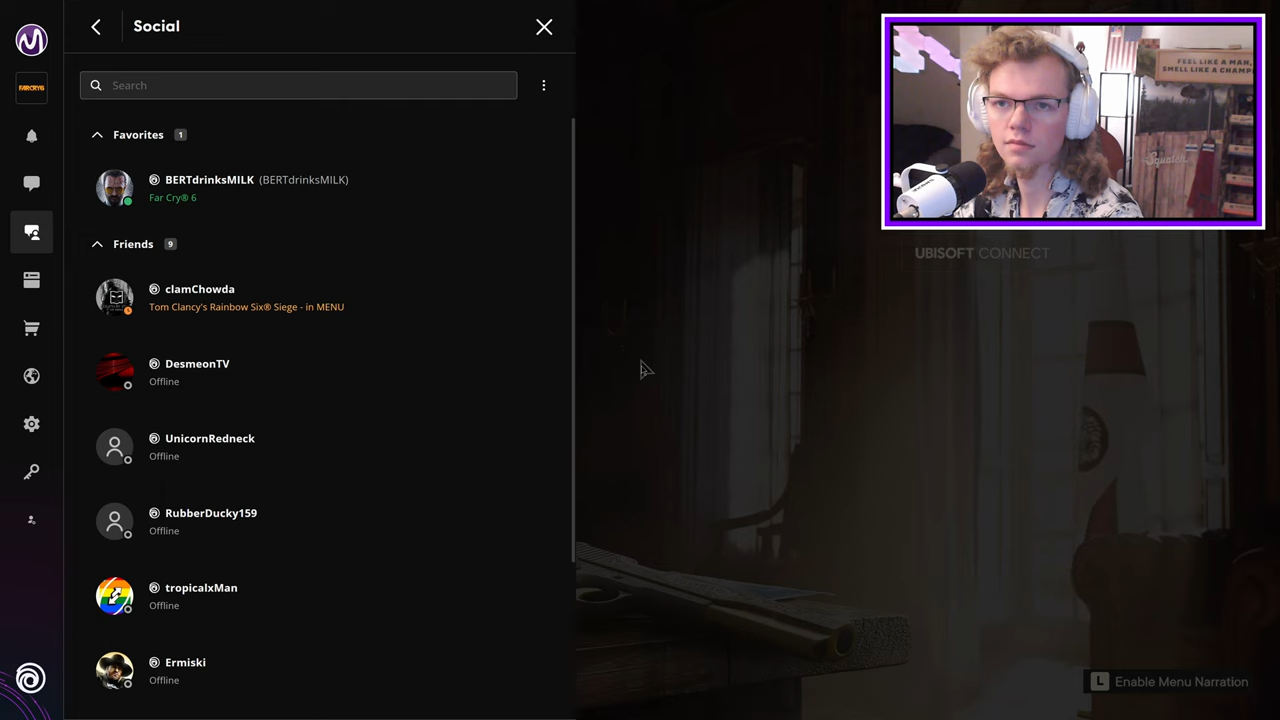 Social
FARCRY6
Search
Favorites 1
BERTdrinksMILK (BERTdrinksMILK)
Far Cry® 6
Friends 9
clamChowda
Tom Clancy's Rainbow Six® Siege - in MENU
DesmeonTV
Offline
UnicornRedneck
Offline
RubberDucky159
Offline
tropicalxMan
Offline
Ermiski
Offline
FEEL LIKE A MAN,
SMELL LIKE A CHAMP
Squatch
UBISOFT CONNECT
L Enable Menu Narration